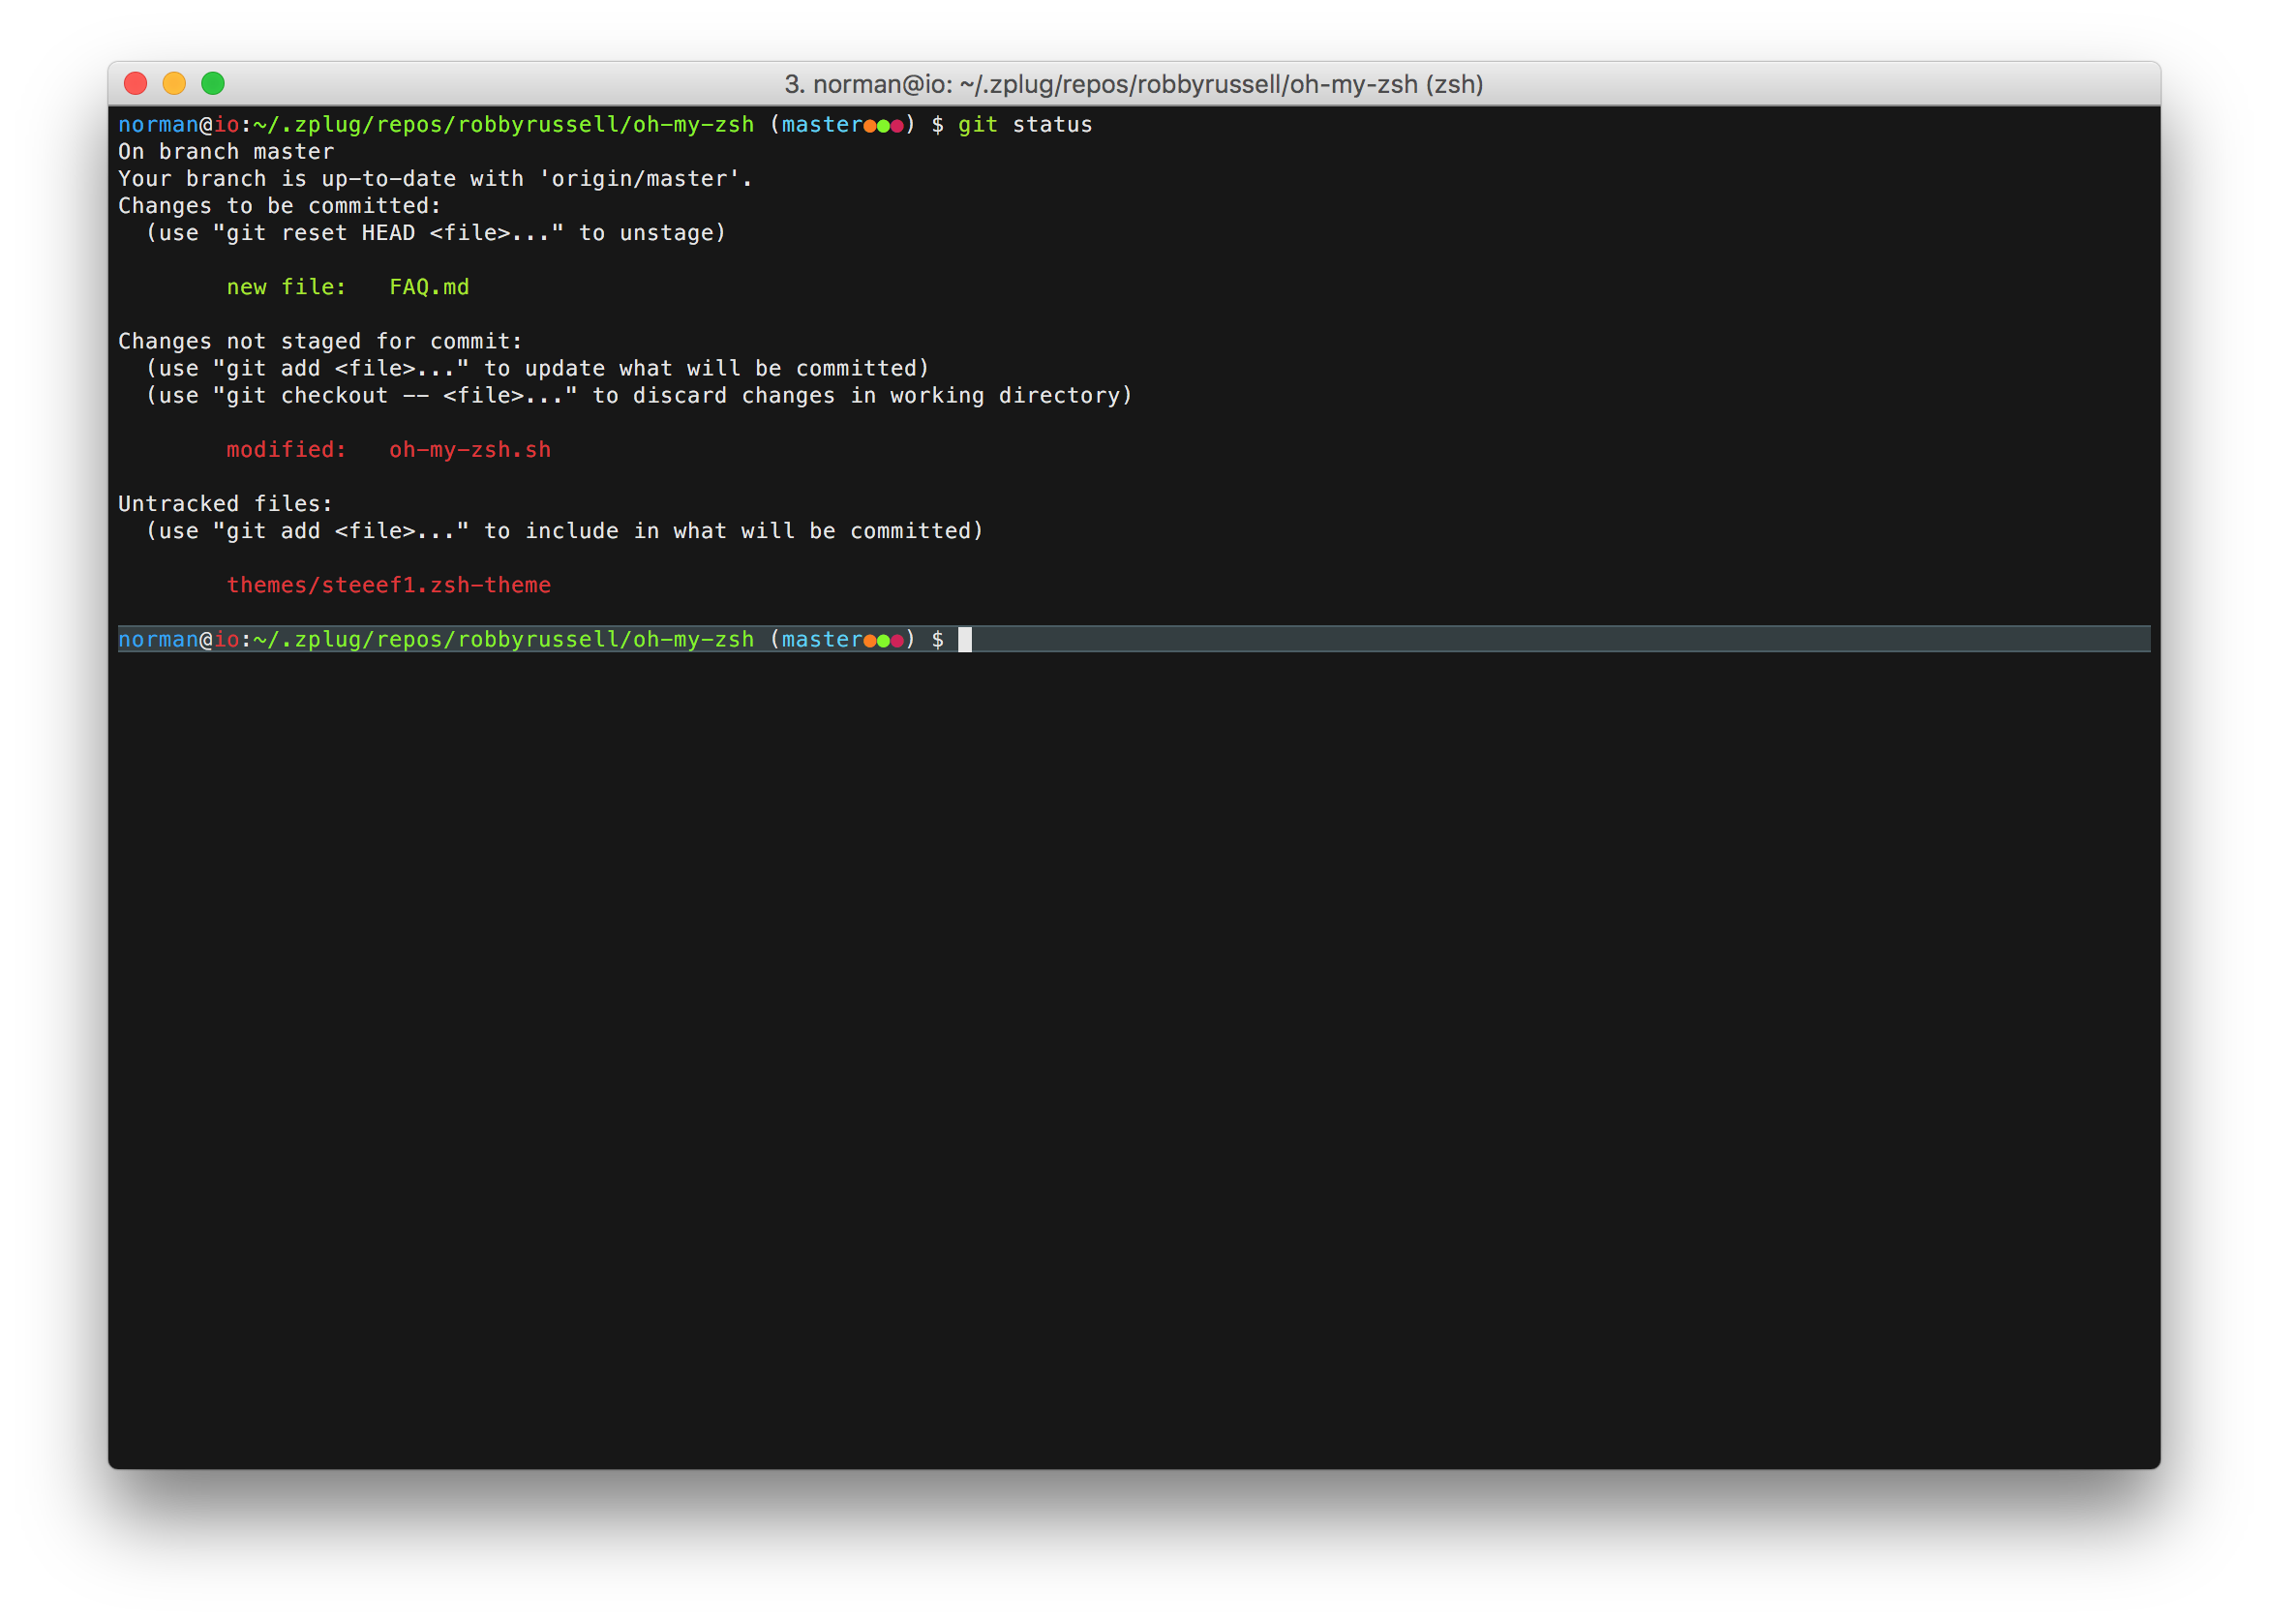 3. norman@io: ~/.zplug/repos/robbyrussell/oh-my-zsh (zsh)
norman@io:~/.zplug/repos/robbyrussell/oh-my-zsh (master●●●) $ git status
On branch master
Your branch is up-to-date with 'origin/master'.
Changes to be committed:
  (use "git reset HEAD <file>..." to unstage)
        new file:   FAQ.md
Changes not staged for commit:
  (use "git add <file>..." to update what will be committed)
  (use "git checkout -- <file>..." to discard changes in working directory)
        modified:   oh-my-zsh.sh
Untracked files:
  (use "git add <file>..." to include in what will be committed)
        themes/steeef1.zsh-theme
norman@io:~/.zplug/repos/robbyrussell/oh-my-zsh (master●●●) $